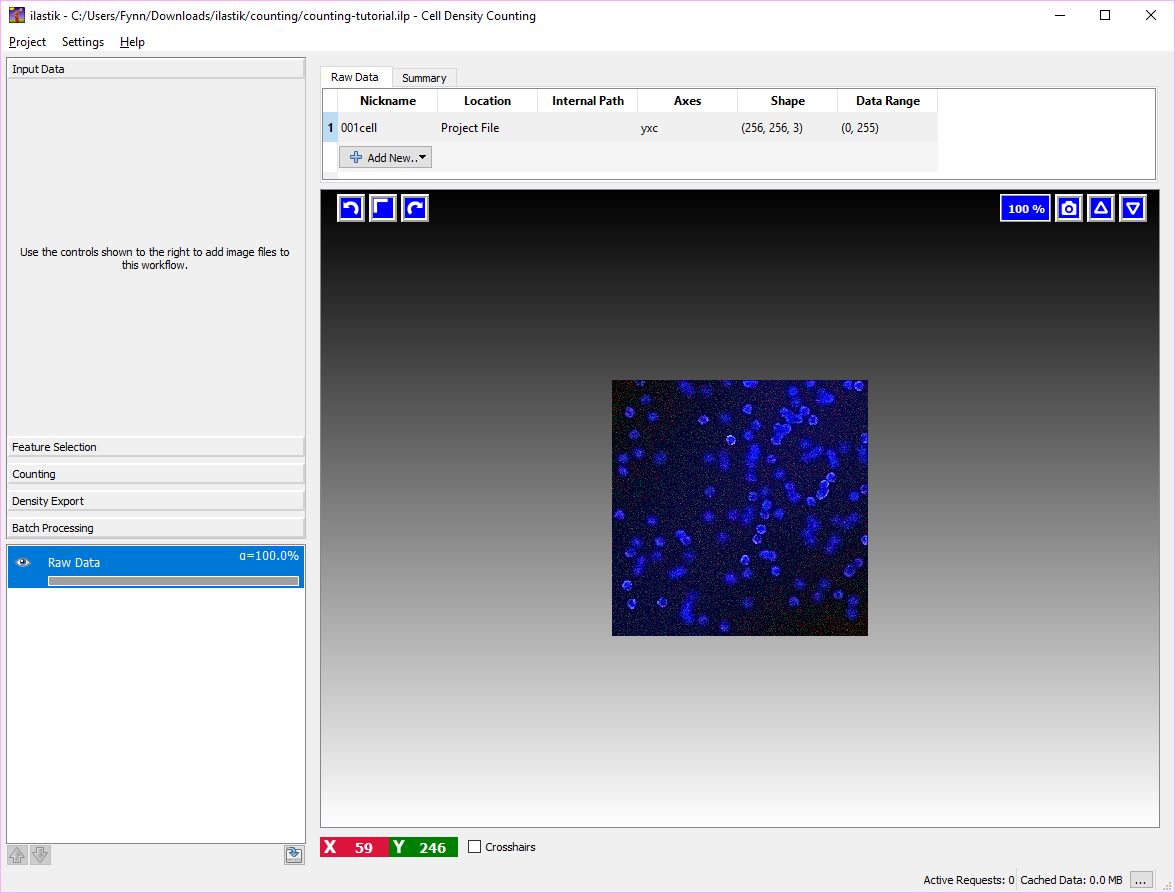 ilastik - C:/Users/Fynn/Downloads/ilastik/counting/counting-tutorial.ilp - Cell Density Counting
Project Settings Help
Input Data
Use the controls shown to the right to add image files to
this workflow.
Feature Selection
Counting
Density Export
Batch Processing
Raw Data α=100.0%
Raw Data Summary
Nickname Location Internal Path Axes Shape Data Range
1 001cell Project File yxc (256, 256, 3) (0, 255)
Add New..
100 %
X 59 Y 246 Crosshairs
Active Requests: 0 Cached Data: 0.0 MB ...